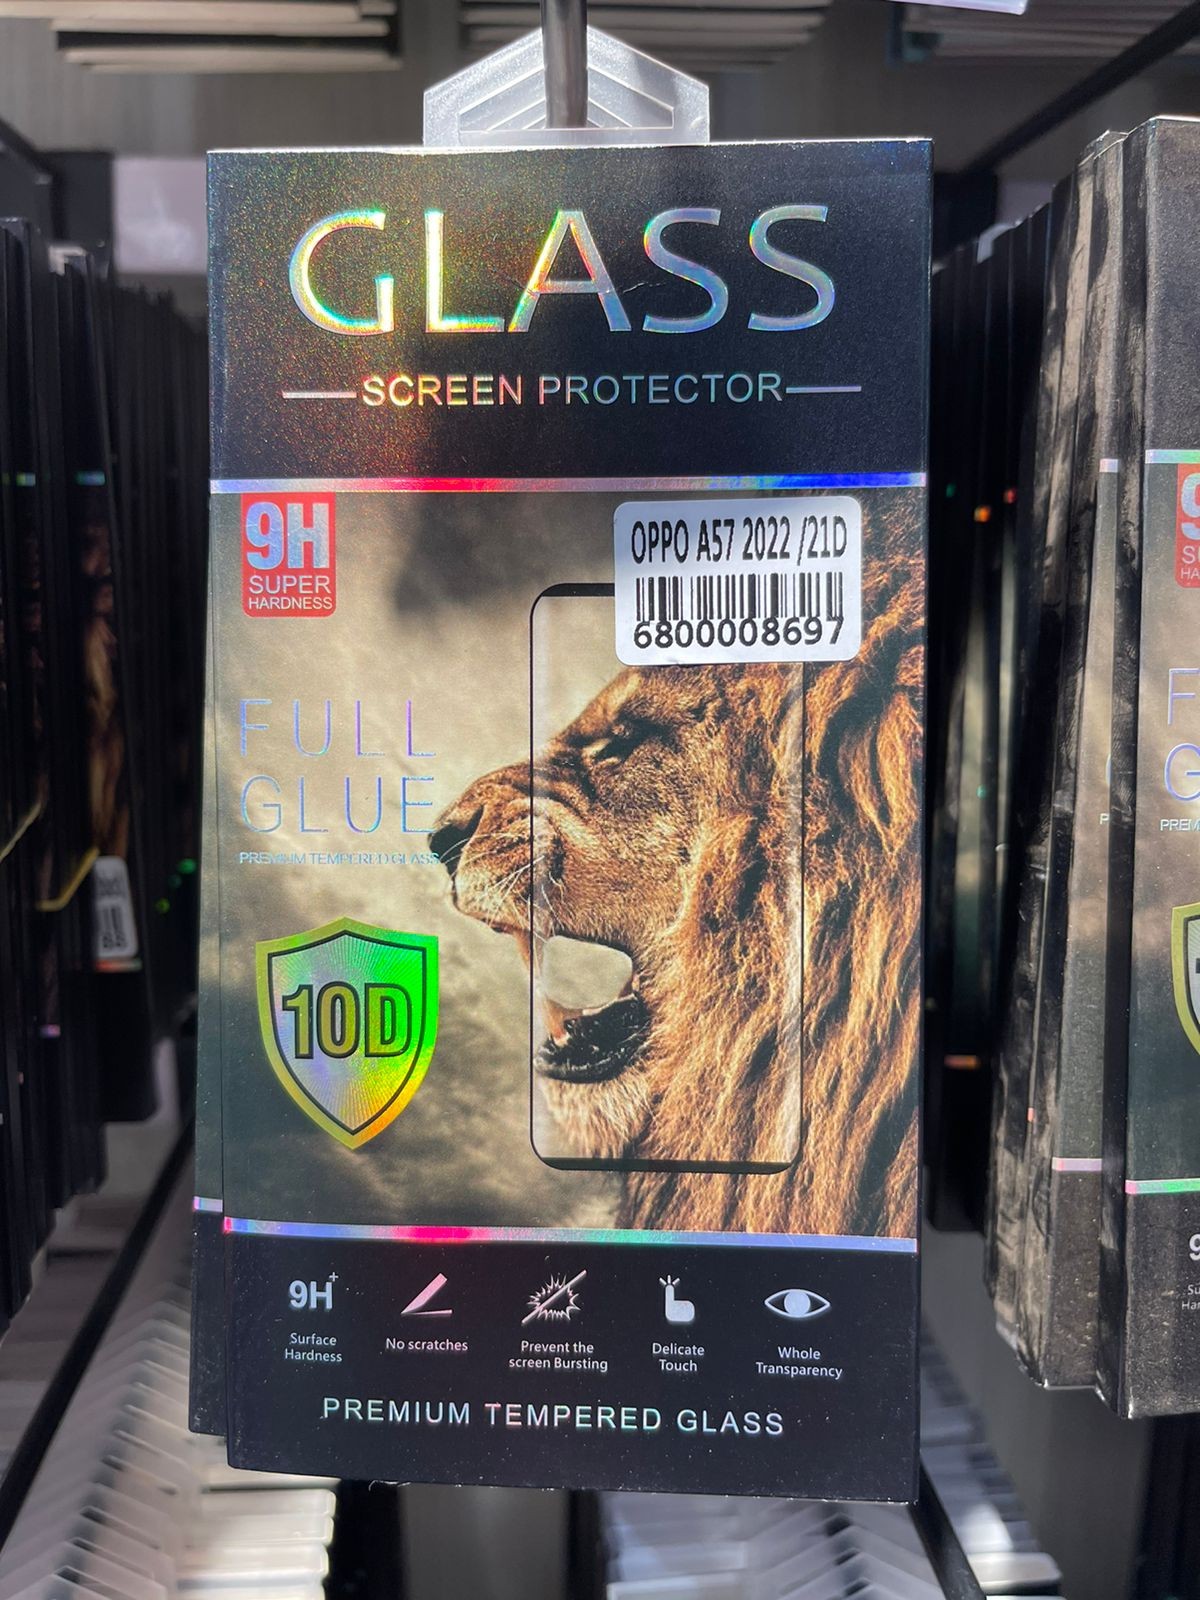 GLASS
SCREEN PROTECTOR
9H
SUPER
HARDNESS
OPPO A57 2022 /21D
6800008697
FULL
GLUE
PREMIUM TEMPERED GLASS
10D
9H+
Surface
Hardness
No scratches
Prevent the
screen Bursting
Delicate
Touch
Whole
Transparency
PREMIUM TEMPERED GLASS